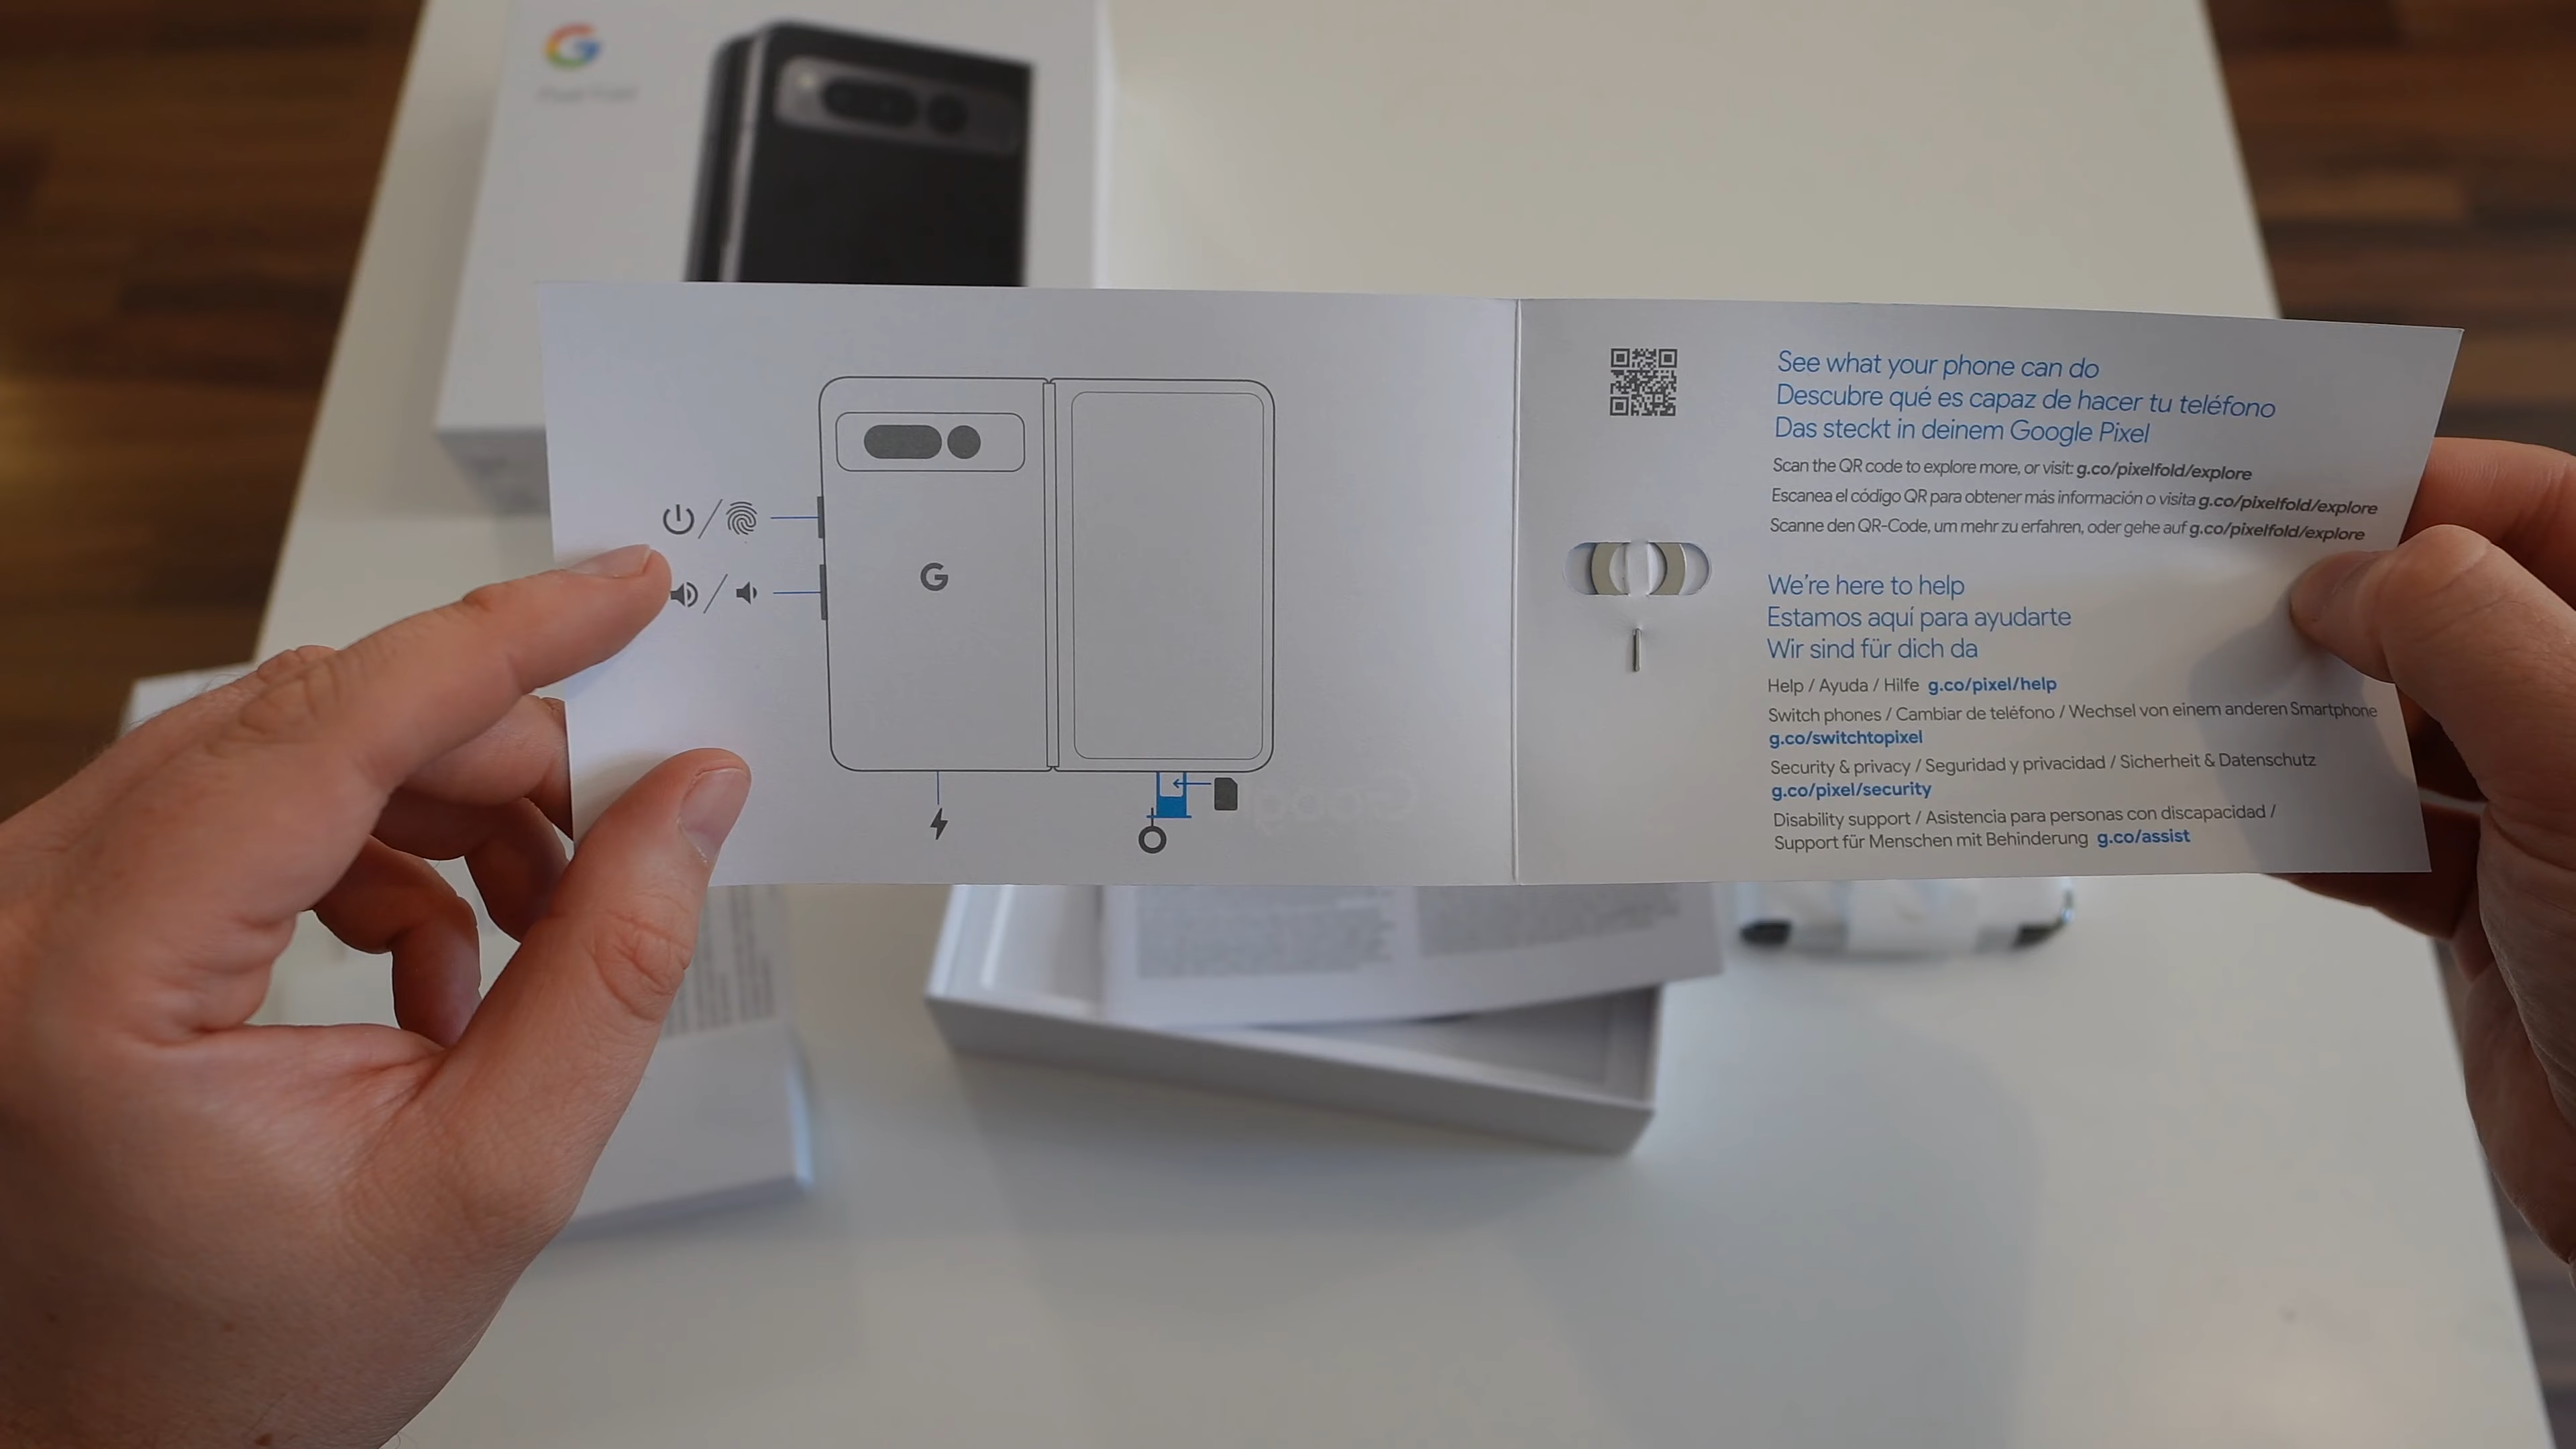 G
See what your phone can do
Descubre qué es capaz de hacer tu teléfono
Das steckt in deinem Google Pixel
Scan the QR code to explore more, or visit: g.co/pixelfold/explore
Escanea el código QR para obtener más información o visita g.co/pixelfold/explore
Scanne den QR-Code, um mehr zu erfahren, oder gehe auf g.co/pixelfold/explore
We're here to help
Estamos aquí para ayudarte
Wir sind für dich da
Help / Ayuda / Hilfe g.co/pixel/help
Switch phones / Cambiar de teléfono / Wechsel von einem anderen Smartphone
g.co/switchtopixel
Security & privacy / Seguridad y privacidad / Sicherheit & Datenschutz
g.co/pixel/security
Disability support / Asistencia para personas con discapacidad /
Support für Menschen mit Behinderung g.co/assist
G